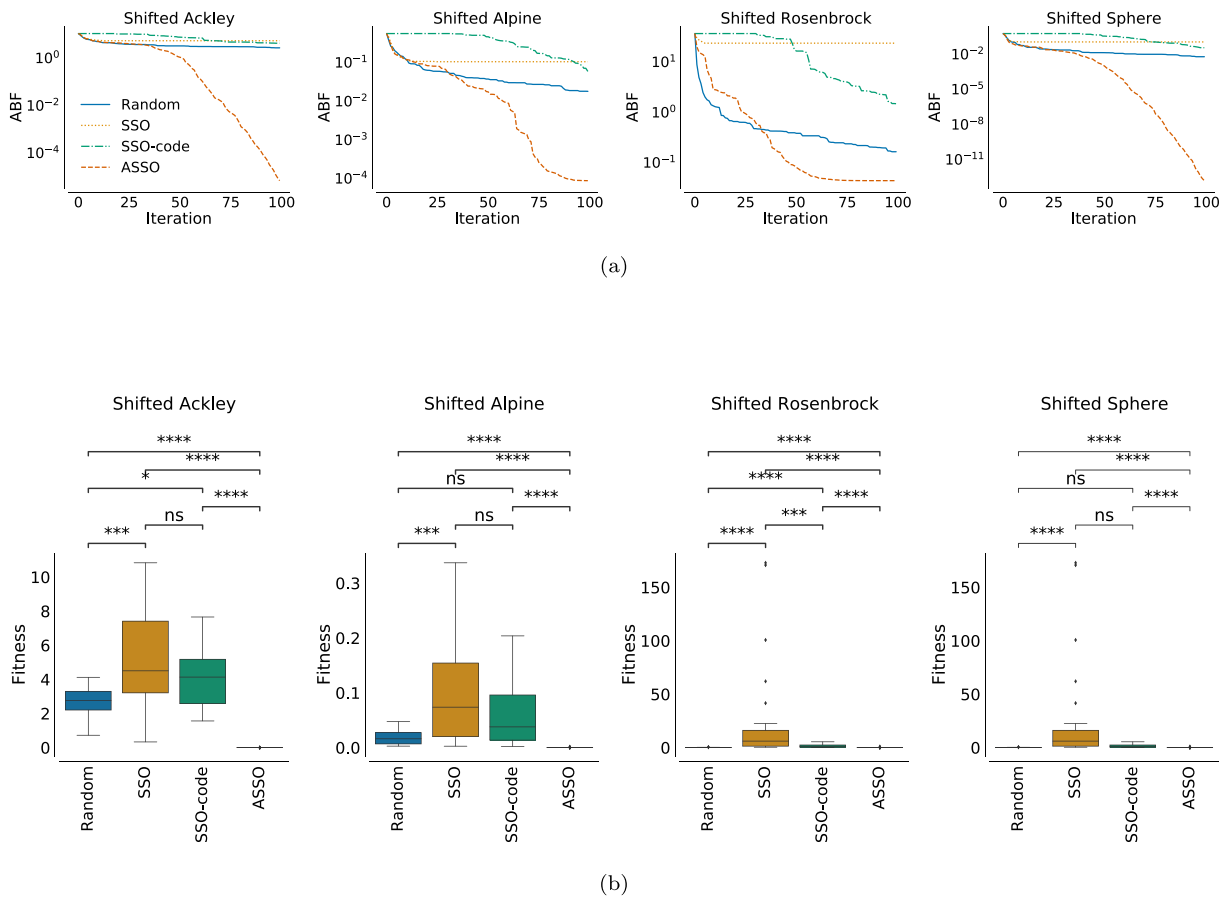 Shifted Ackley
Shifted Alpine
Shifted Rosenbrock
Shifted Sphere
ABF
10^0
10^-2
10^-4
Random
SSO
SSO-code
ASSO
0 25 50 75 100
Iteration
ABF
10^-1
10^-2
10^-3
10^-4
0 25 50 75 100
Iteration
ABF
10^1
10^0
10^-1
0 25 50 75 100
Iteration
ABF
10^-2
10^-5
10^-8
10^-11
0 25 50 75 100
Iteration
(a)
Shifted Ackley
****
****
*
****
ns
***
Fitness
10
8
6
4
2
0
Random
SSO
SSO-code
ASSO
Shifted Alpine
****
****
ns
****
ns
***
Fitness
0.3
0.2
0.1
0.0
Random
SSO
SSO-code
ASSO
Shifted Rosenbrock
****
****
****
****
***
****
Fitness
150
100
50
0
Random
SSO
SSO-code
ASSO
Shifted Sphere
****
****
ns
****
ns
****
Fitness
150
100
50
0
Random
SSO
SSO-code
ASSO
(b)